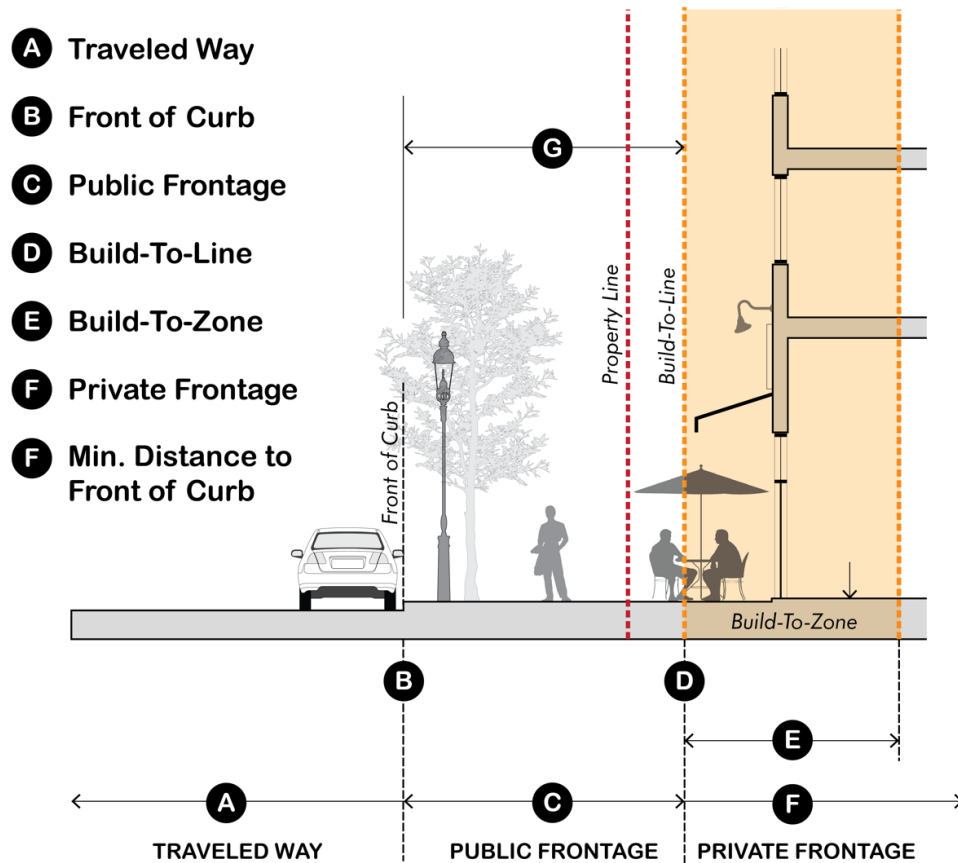 A Traveled Way
B Front of Curb
C Public Frontage
D Build-To-Line
E Build-To-Zone
F Private Frontage
F Min. Distance to
Front of Curb
G
Front of Curb
Property Line
Build-To-Line
Build-To-Zone
B
D
E
A
C
F
TRAVELED WAY
PUBLIC FRONTAGE
PRIVATE FRONTAGE